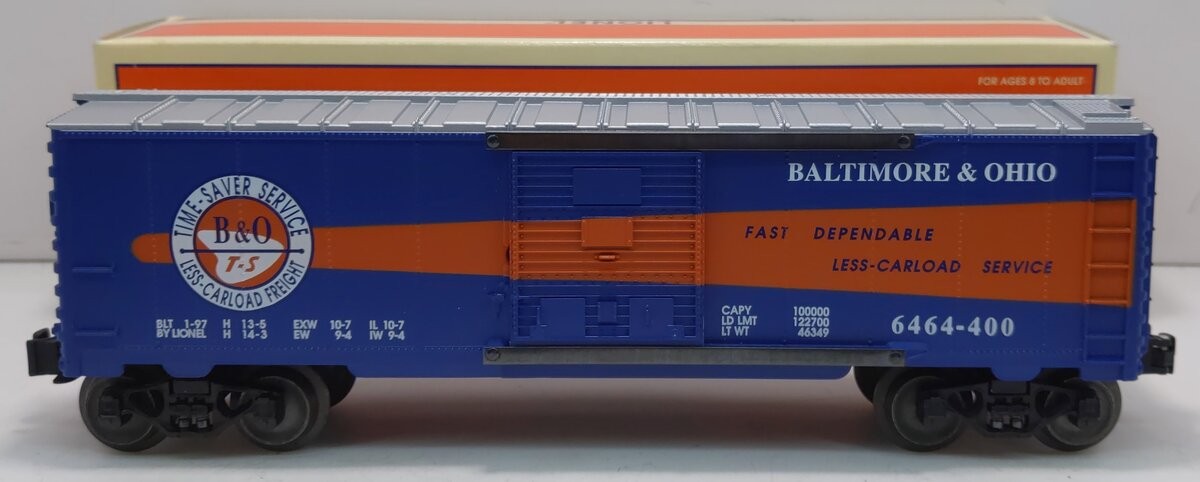 LIONEL
FOR AGES 8 TO ADULT
TIME-SAVER SERVICE
B&O
T-S
LESS-CARLOAD FREIGHT
BALTIMORE & OHIO
FAST DEPENDABLE
LESS-CARLOAD SERVICE
BLT 1-97 H 13-5 EXW 10-7 IL 10-7
BY LIONEL H 14-3 EW 9-4 IW 9-4
CAPY 100000
LD LMT 122700
LT WT 46349
6464-400